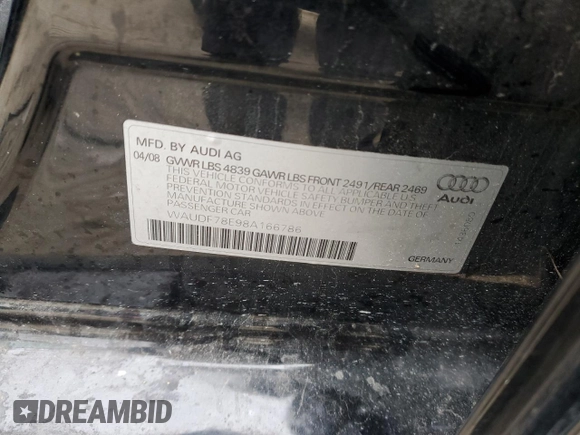 MFD. BY AUDI AG
04/08 GVWR LBS 4839 GAWR LBS FRONT 2491/REAR 2469
THIS VEHICLE CONFORMS TO ALL APPLICABLE
FEDERAL MOTOR VEHICLE SAFETY BUMPER AND THEFT
PREVENTION STANDARDS IN EFFECT ON THE DATE OF
MANUFACTURE SHOWN ABOVE.
PASSENGER CAR
WAUDF78E98A166786
Audi
GERMANY
DREAMBID